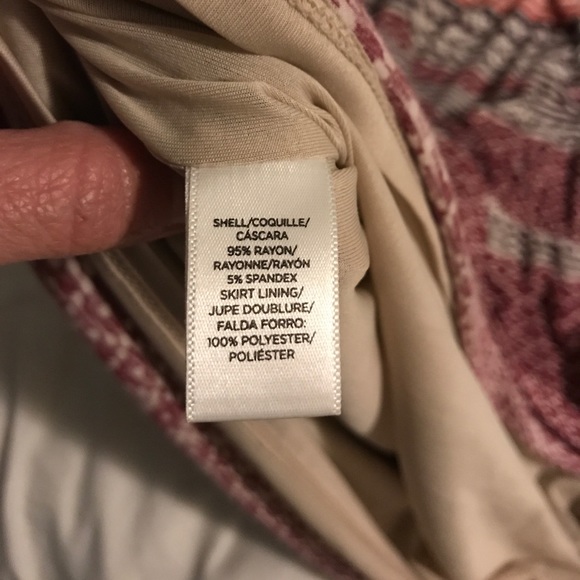 SHELL/COQUILLE/
CÁSCARA
95% RAYON/
RAYONNE/RAYÓN
5% SPANDEX
SKIRT LINING/
JUPE DOUBLURE/
FALDA FORRO:
100% POLYESTER/
POLIÉSTER